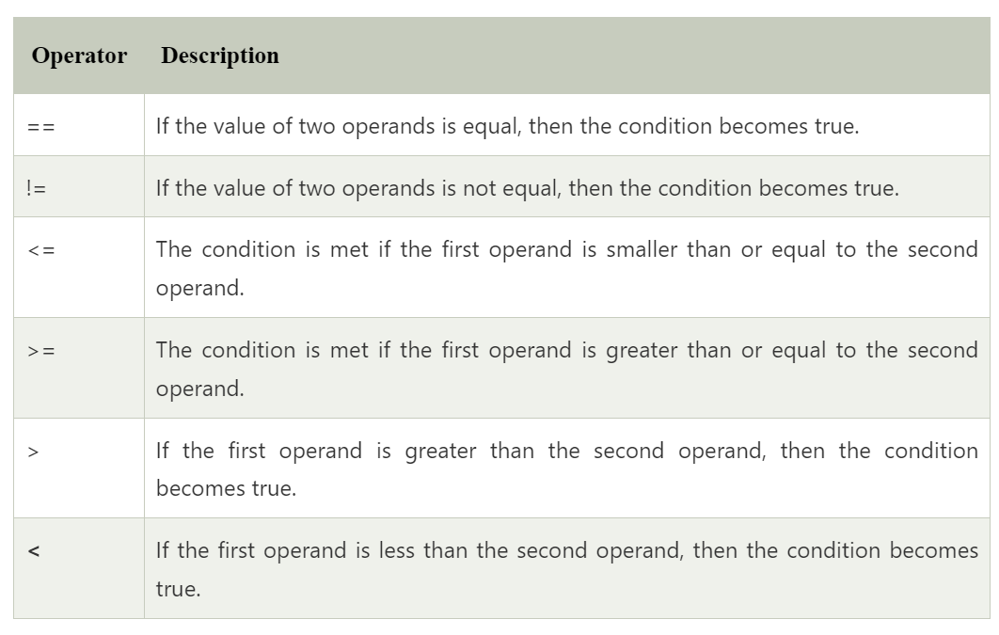 Operator Description
== If the value of two operands is equal, then the condition becomes true.
!= If the value of two operands is not equal, then the condition becomes true.
<= The condition is met if the first operand is smaller than or equal to the second
operand.
>= The condition is met if the first operand is greater than or equal to the second
operand.
> If the first operand is greater than the second operand, then the condition
becomes true.
< If the first operand is less than the second operand, then the condition becomes
true.